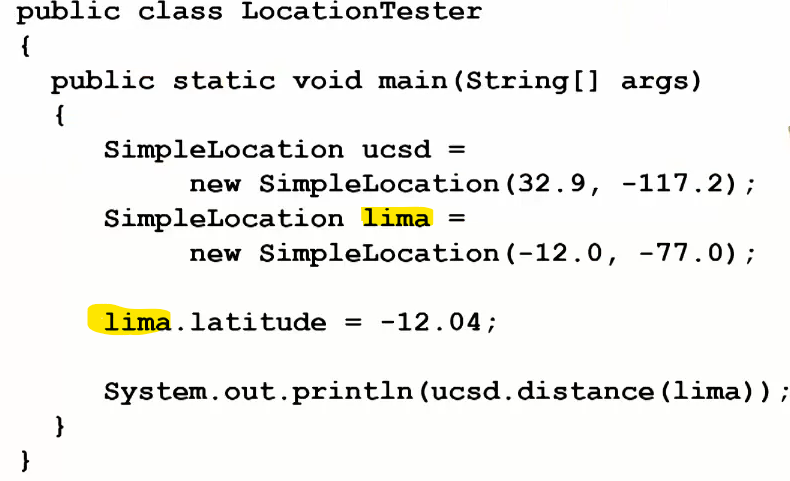 public class LocationTester
{
public static void main(String[] args)
{
SimpleLocation ucsd =
new SimpleLocation(32.9, -117.2);
SimpleLocation lima =
new SimpleLocation(-12.0, -77.0);
lima.latitude = -12.04;
System.out.println(ucsd.distance(lima));
}
}